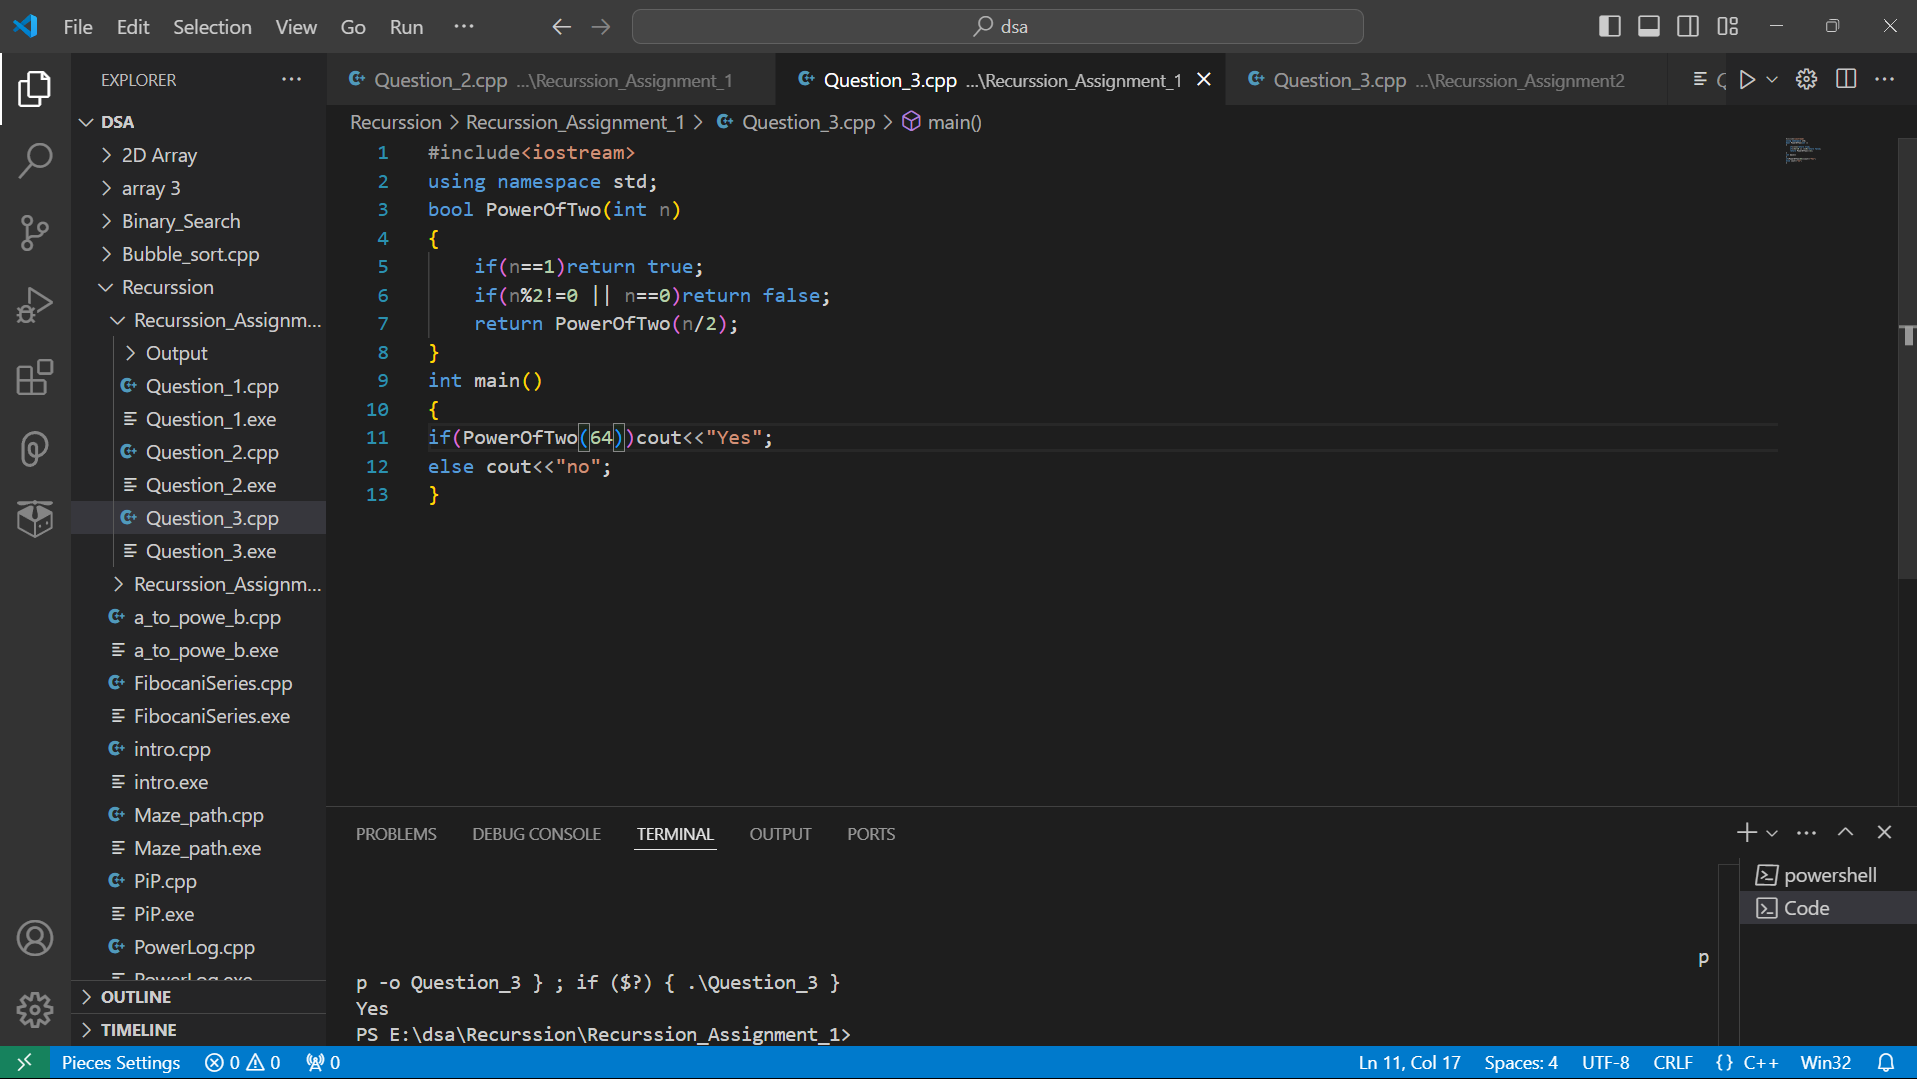 File Edit Selection View Go Run ··· dsa
EXPLORER ···
DSA
2D Array
array 3
Binary_Search
Bubble_sort.cpp
Recurssion
Recurssion_Assignm...
Output
Question_1.cpp
Question_1.exe
Question_2.cpp
Question_2.exe
Question_3.cpp
Question_3.exe
Recurssion_Assignm...
a_to_powe_b.cpp
a_to_powe_b.exe
FibocaniSeries.cpp
FibocaniSeries.exe
intro.cpp
intro.exe
Maze_path.cpp
Maze_path.exe
PiP.cpp
PiP.exe
PowerLog.cpp
PowerLog.exe
OUTLINE
TIMELINE
Question_2.cpp ...\Recurssion_Assignment_1
Question_3.cpp ...\Recurssion_Assignment_1
Question_3.cpp ...\Recurssion_Assignment2
Recurssion > Recurssion_Assignment_1 > Question_3.cpp > main()
1 #include<iostream>
2 using namespace std;
3 bool PowerOfTwo(int n)
4 {
5 if(n==1)return true;
6 if(n%2!=0 || n==0)return false;
7 return PowerOfTwo(n/2);
8 }
9 int main()
10 {
11 if(PowerOfTwo(64))cout<<"Yes";
12 else cout<<"no";
13 }
PROBLEMS DEBUG CONSOLE TERMINAL OUTPUT PORTS
powershell
Code
p
p -o Question_3 } ; if ($?) { .\Question_3 }
Yes
PS E:\dsa\Recurssion\Recurssion_Assignment_1>
Pieces Settings 0 0 0 Ln 11, Col 17 Spaces: 4 UTF-8 CRLF {} C++ Win32